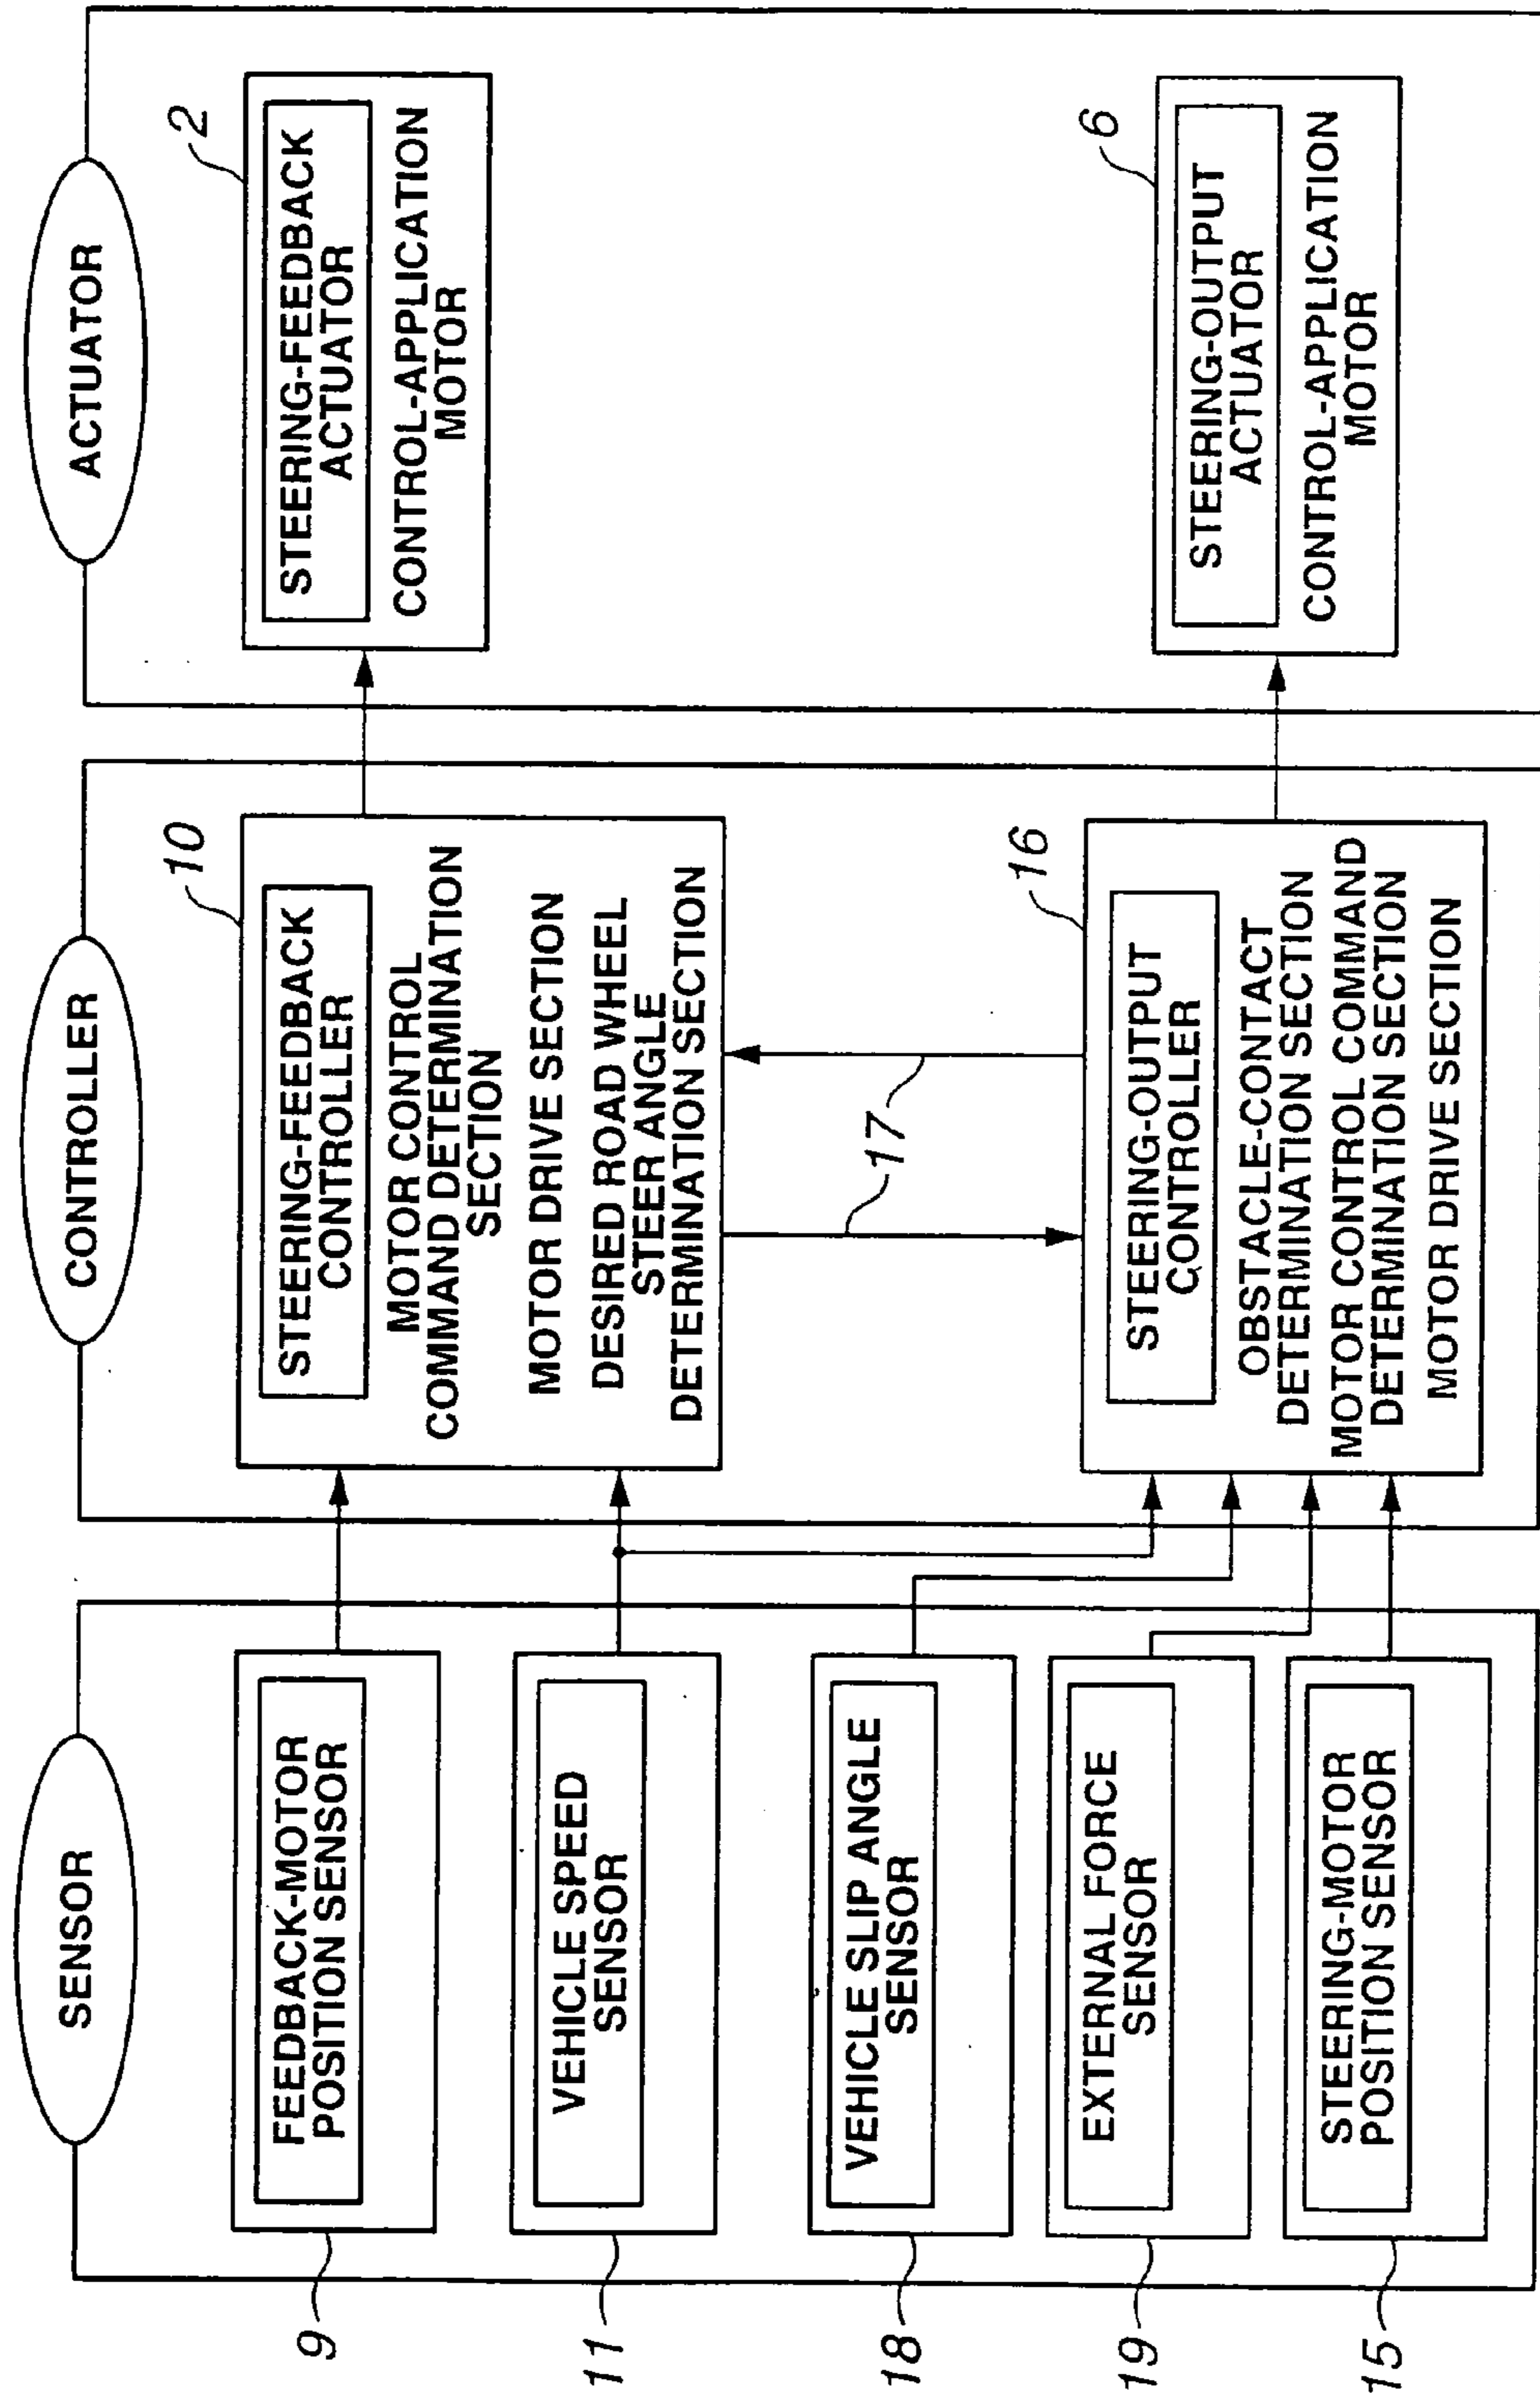 SENSOR
9
FEEDBACK-MOTOR
POSITION SENSOR
11
VEHICLE SPEED
SENSOR
18
VEHICLE SLIP ANGLE
SENSOR
19
EXTERNAL FORCE
SENSOR
15
STEERING-MOTOR
POSITION SENSOR
CONTROLLER
10
STEERING-FEEDBACK
CONTROLLER
MOTOR CONTROL
COMMAND DETERMINATION
SECTION
MOTOR DRIVE SECTION
DESIRED ROAD WHEEL
STEER ANGLE
DETERMINATION SECTION
17
16
STEERING-OUTPUT
CONTROLLER
OBSTACLE-CONTACT
DETERMINATION SECTION
MOTOR CONTROL COMMAND
DETERMINATION SECTION
MOTOR DRIVE SECTION
ACTUATOR
2
STEERING-FEEDBACK
ACTUATOR
CONTROL-APPLICATION
MOTOR
6
STEERING-OUTPUT
ACTUATOR
CONTROL-APPLICATION
MOTOR